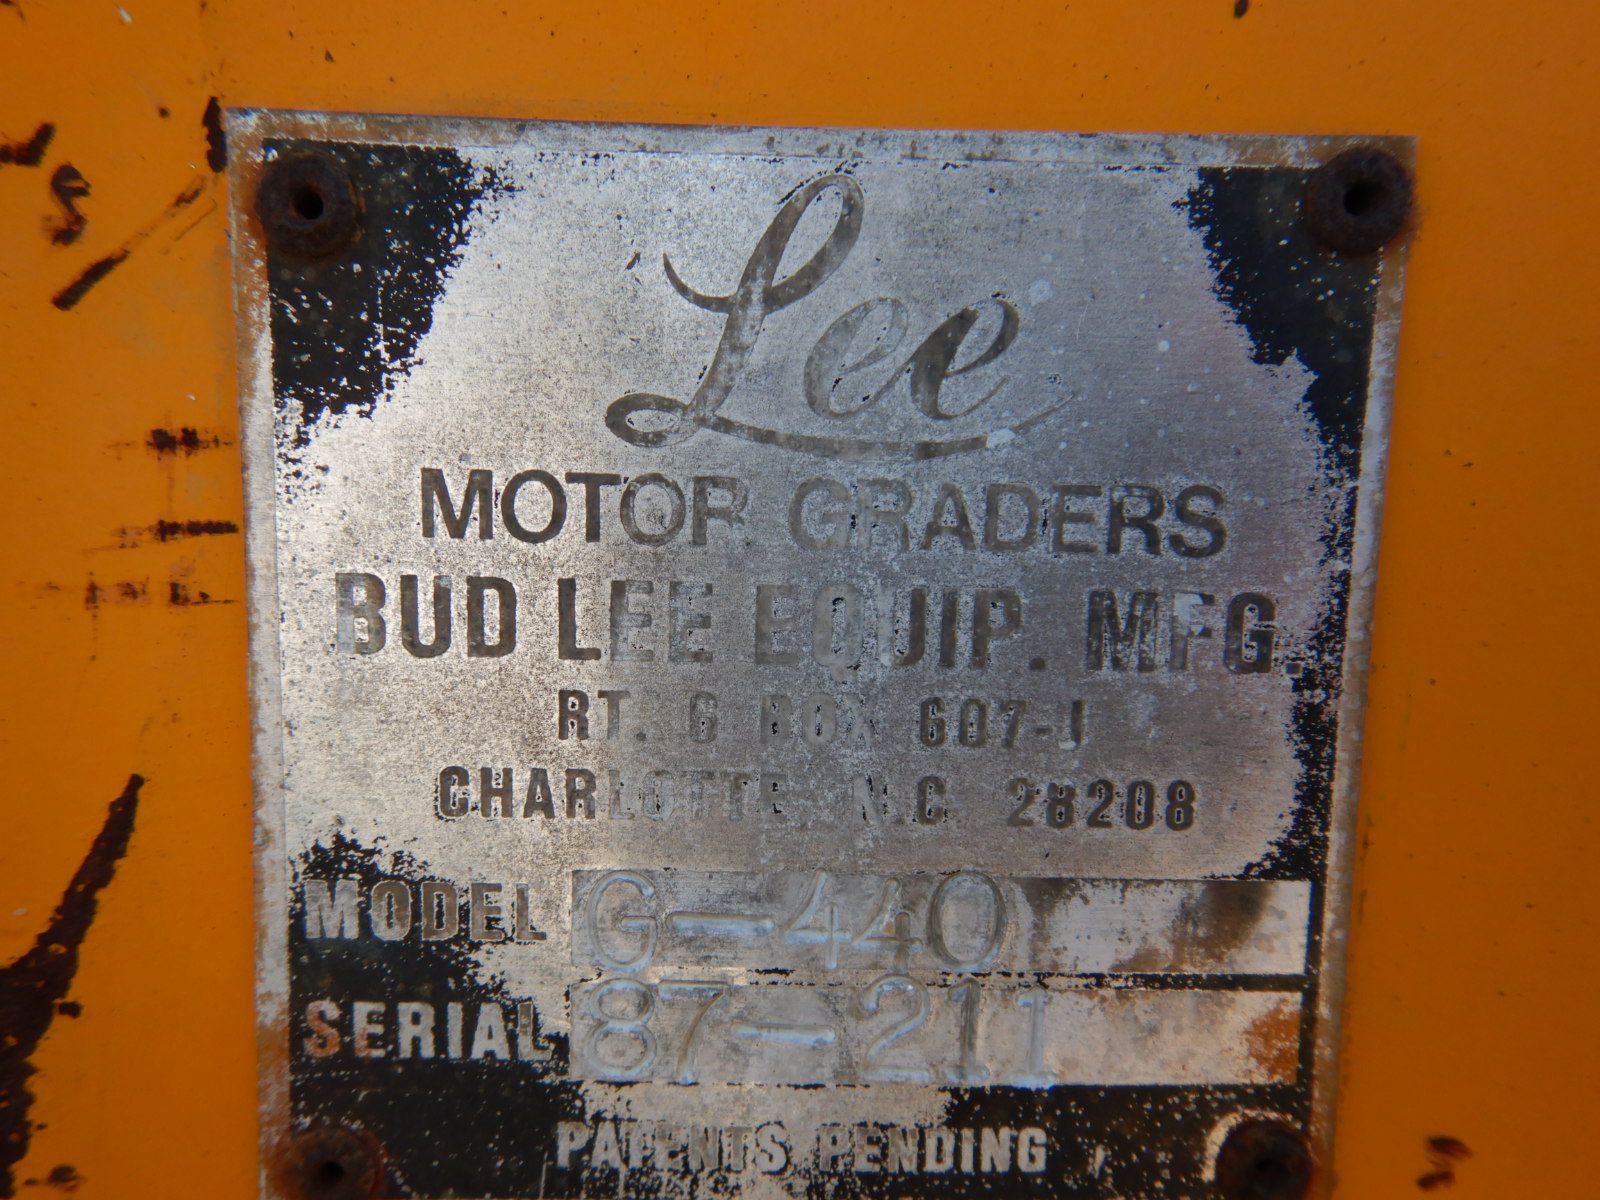 Lee
MOTOR GRADERS
BUD LEE EQUIP. MFG.
RT. 6 BOX 607-J
CHARLOTTE N.C. 28208
MODEL G-440
SERIAL 87-211
PATENTS PENDING